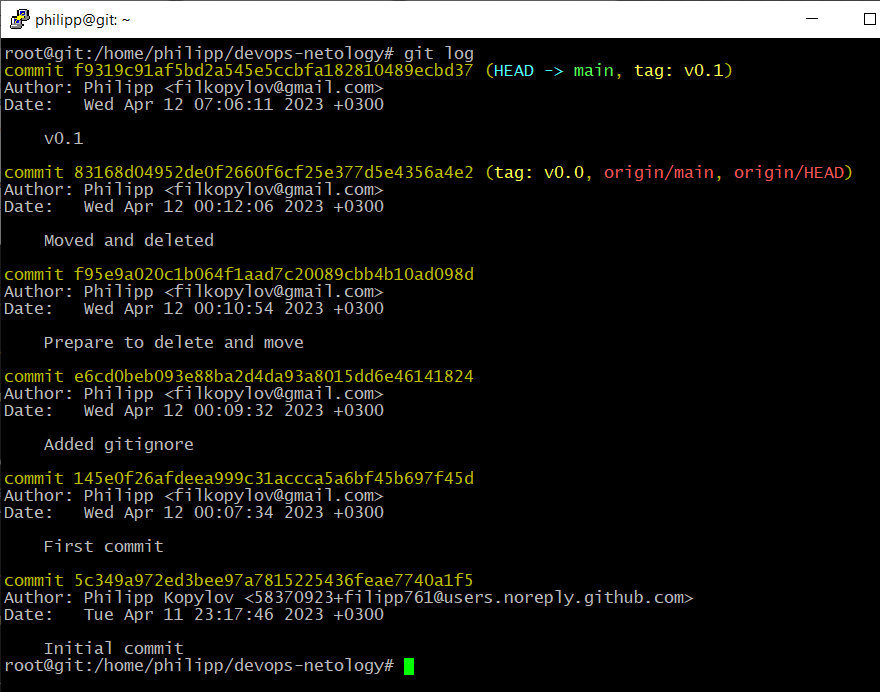 philipp@git: ~
root@git:/home/philipp/devops-netology# git log
commit f9319c91af5bd2a545e5ccbfa182810489ecbd37 (HEAD -> main, tag: v0.1)
Author: Philipp <filkopylov@gmail.com>
Date:   Wed Apr 12 07:06:11 2023 +0300
    v0.1
commit 83168d04952de0f2660f6cf25e377d5e4356a4e2 (tag: v0.0, origin/main, origin/HEAD)
Author: Philipp <filkopylov@gmail.com>
Date:   Wed Apr 12 00:12:06 2023 +0300
    Moved and deleted
commit f95e9a020c1b064f1aad7c20089cbb4b10ad098d
Author: Philipp <filkopylov@gmail.com>
Date:   Wed Apr 12 00:10:54 2023 +0300
    Prepare to delete and move
commit e6cd0beb093e88ba2d4da93a8015dd6e46141824
Author: Philipp <filkopylov@gmail.com>
Date:   Wed Apr 12 00:09:32 2023 +0300
    Added gitignore
commit 145e0f26afdeea999c31accca5a6bf45b697f45d
Author: Philipp <filkopylov@gmail.com>
Date:   Wed Apr 12 00:07:34 2023 +0300
    First commit
commit 5c349a972ed3bee97a7815225436feae7740a1f5
Author: Philipp Kopylov <58370923+filipp761@users.noreply.github.com>
Date:   Tue Apr 11 23:17:46 2023 +0300
    Initial commit
root@git:/home/philipp/devops-netology#